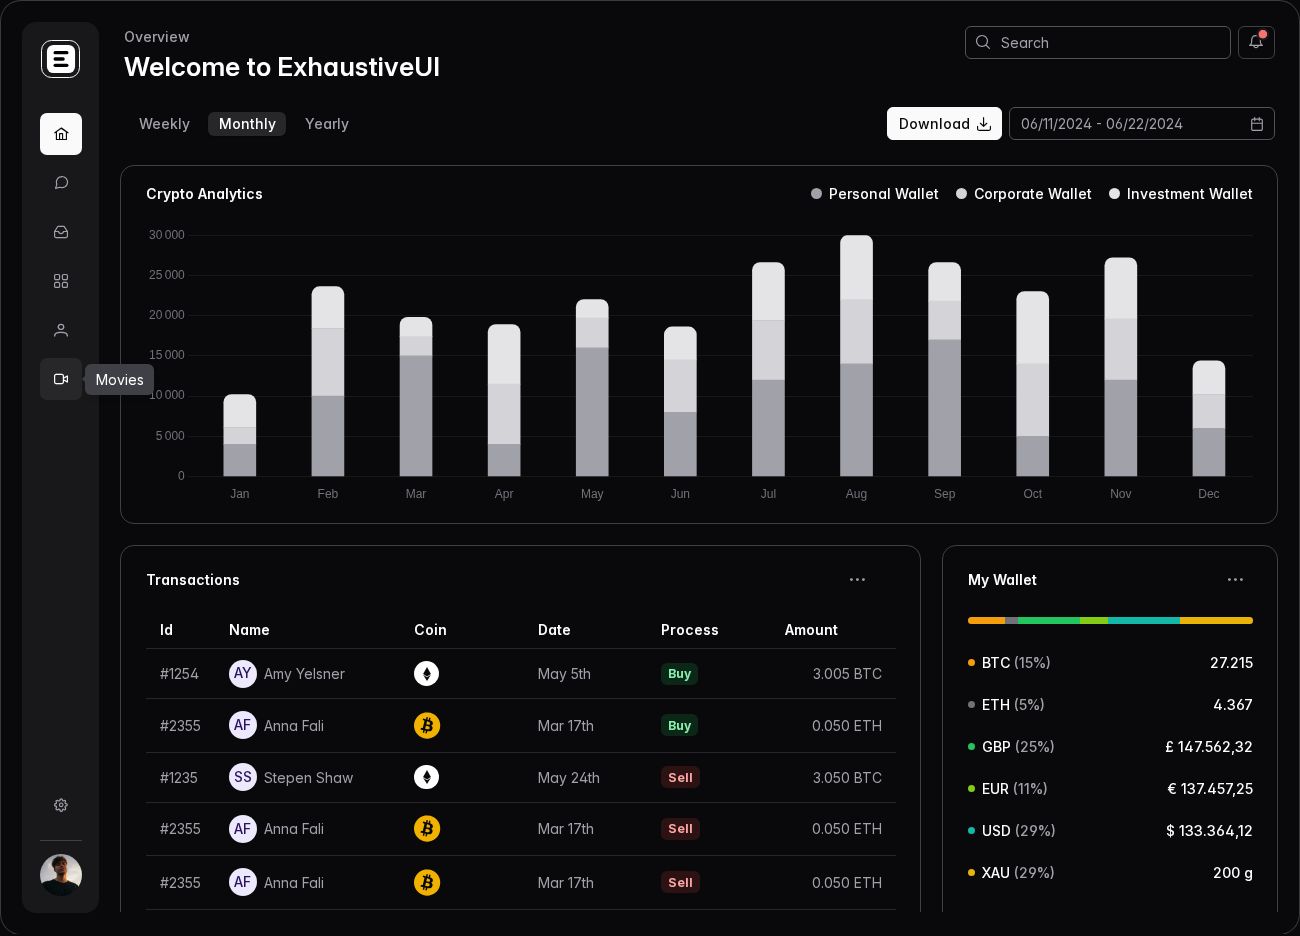 Overview
Welcome to ExhaustiveUI
Search
Weekly Monthly Yearly
Download 06/11/2024 - 06/22/2024
Movies
Crypto Analytics
Personal Wallet Corporate Wallet Investment Wallet
30 000
25 000
20 000
15 000
10 000
5 000
0
Jan Feb Mar Apr May Jun Jul Aug Sep Oct Nov Dec
Transactions
Id Name Coin Date Process Amount
#1254 AY Amy Yelsner May 5th Buy 3.005 BTC
#2355 AF Anna Fali Mar 17th Buy 0.050 ETH
#1235 SS Stepen Shaw May 24th Sell 3.050 BTC
#2355 AF Anna Fali Mar 17th Sell 0.050 ETH
#2355 AF Anna Fali Mar 17th Sell 0.050 ETH
My Wallet
BTC (15%) 27.215
ETH (5%) 4.367
GBP (25%) £ 147.562,32
EUR (11%) € 137.457,25
USD (29%) $ 133.364,12
XAU (29%) 200 g